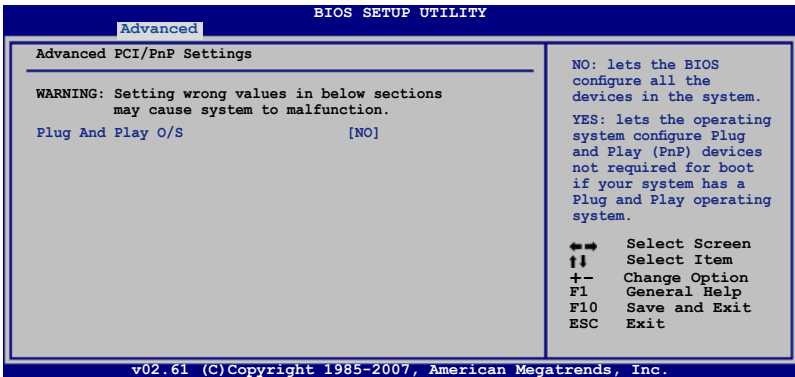 BIOS SETUP UTILITY
Advanced
Advanced PCI/PnP Settings
WARNING: Setting wrong values in below sections
may cause system to malfunction.
Plug And Play O/S [NO]
NO: lets the BIOS
configure all the
devices in the system.
YES: lets the operating
system configure Plug
and Play (PnP) devices
not required for boot
if your system has a
Plug and Play operating
system.
←→ Select Screen
↑↓ Select Item
+- Change Option
F1 General Help
F10 Save and Exit
ESC Exit
v02.61 (C)Copyright 1985-2007, American Megatrends, Inc.